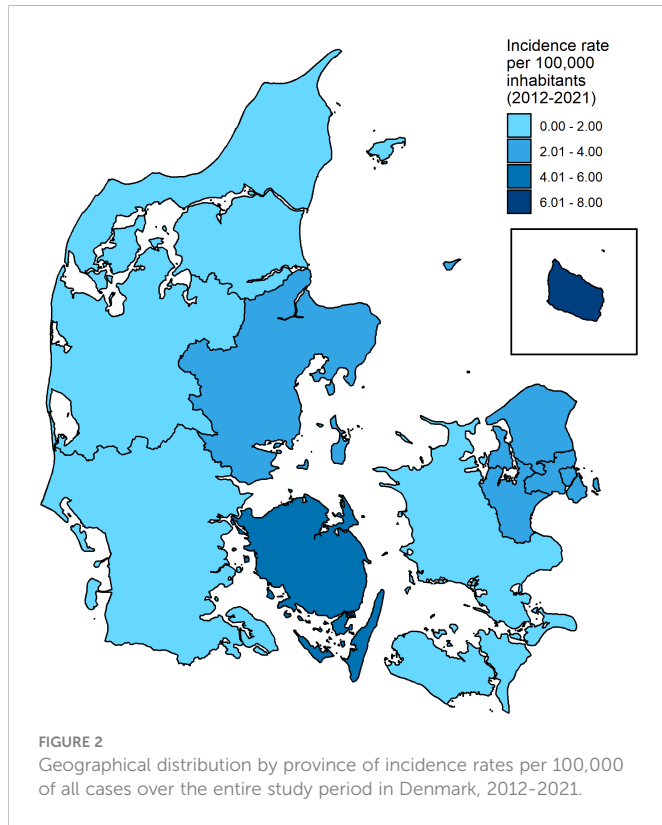 Incidence rate
per 100,000
inhabitants
(2012-2021)
0.00 - 2.00
2.01 - 4.00
4.01 - 6.00
6.01 - 8.00
FIGURE 2
Geographical distribution by province of incidence rates per 100,000
of all cases over the entire study period in Denmark, 2012-2021.